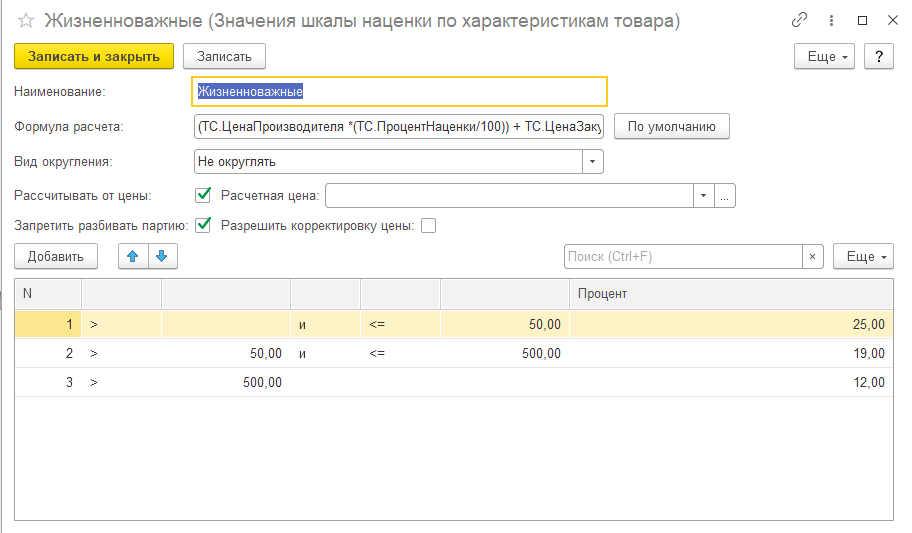 Жизненноважные (Значения шкалы наценки по характеристикам товара)
Записать и закрыть Записать Еще ?
Наименование: Жизненноважные
Формула расчета: (ТС.ЦенаПроизводителя *(ТС.ПроцентНаценки/100)) + ТС.ЦенаЗаку По умолчанию
Вид округления: Не округлять
Рассчитывать от цены: Расчетная цена: ...
Запретить разбивать партию: Разрешить корректировку цены:
Добавить Поиск (Ctrl+F) × Еще
N Процент
1 > и <= 50,00 25,00
2 > 50,00 и <= 500,00 19,00
3 > 500,00 12,00